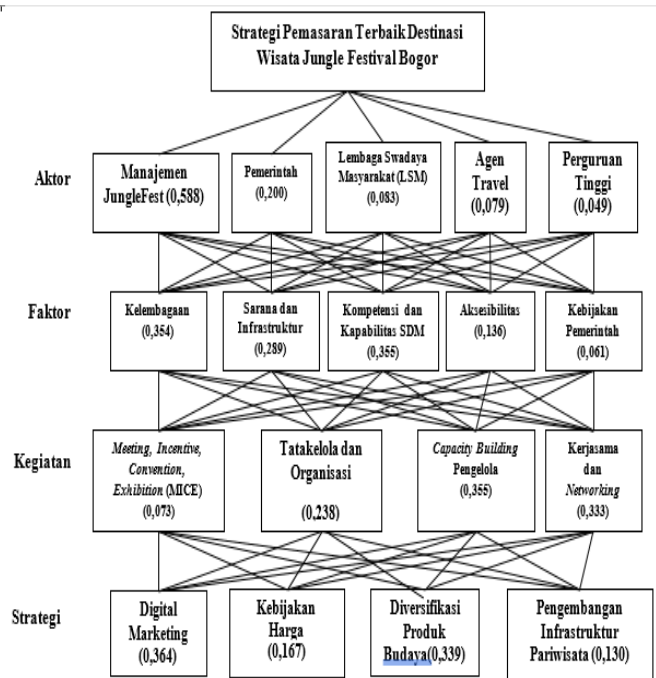 Strategi Pemasaran Terbaik Destinasi
Wisata Jungle Festival Bogor
Aktor
Manajemen
JungleFest (0,588)
Pemerintah
(0,200)
Lembaga Swadaya
Masyarakat (LSM)
(0,083)
Agen
Travel
(0,079)
Perguruan
Tinggi
(0,049)
Faktor
Kelembagaan
(0,354)
Sarana dan
Infrastruktur
(0,289)
Kompetensi dan
Kapabilitas SDM
(0,355)
Aksesibilitas
(0,136)
Kebijakan
Pemerintah
(0,061)
Kegiatan
Meeting, Incentive,
Convention,
Exhibition (MICE)
(0,073)
Tatakelola dan
Organisasi
(0,238)
Capacity Building
Pengelola
(0,355)
Kerjasama
dan
Networking
(0,333)
Strategi
Digital
Marketing
(0,364)
Kebijakan
Harga
(0,167)
Diversifikasi
Produk
Budaya(0,339)
Pengembangan
Infrastruktur
Pariwisata (0,130)